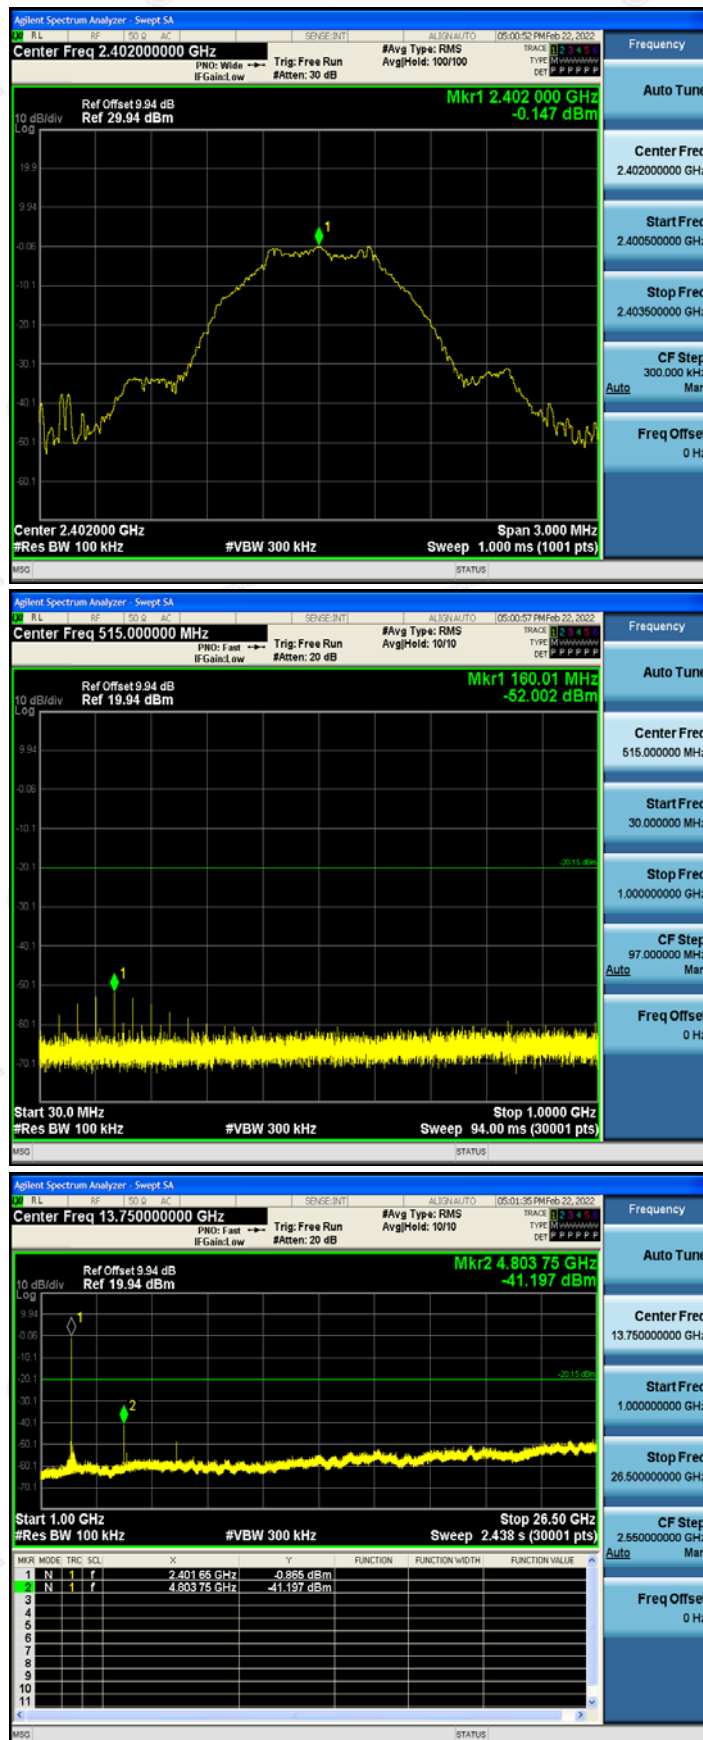 Agilent Spectrum Analyzer - Swept SA
RL RF 50 Ω AC SENSE:INT ALIGNAUTO 05:00:52 PM Feb 22, 2022
Center Freq 2.402000000 GHz
PNO: Wide Trig: Free Run
IFGain:Low #Atten: 30 dB
#Avg Type: RMS
Avg|Hold: 100/100
TRACE 1 2 3 4 5 6
TYPE M
DET P P P P P P
Ref Offset 9.94 dB
10 dB/div Ref 29.94 dBm
Log
Mkr1 2.402 000 GHz
-0.147 dBm
19.9
9.94
-0.06
-10.1
-20.1
-30.1
-40.1
-50.1
-60.1
1
Center 2.402000 GHz Span 3.000 MHz
#Res BW 100 kHz #VBW 300 kHz Sweep 1.000 ms (1001 pts)
MSG STATUS
Frequency
Auto Tune
Center Freq
2.402000000 GHz
Start Freq
2.400500000 GHz
Stop Freq
2.403500000 GHz
CF Step
300.000 kHz
Auto Man
Freq Offset
0 Hz
Agilent Spectrum Analyzer - Swept SA
RL RF 50 Ω AC SENSE:INT ALIGNAUTO 05:00:57 PM Feb 22, 2022
Center Freq 515.000000 MHz
PNO: Fast Trig: Free Run
IFGain:Low #Atten: 20 dB
#Avg Type: RMS
Avg|Hold: 10/10
TRACE 1 2 3 4 5 6
TYPE M
DET P P P P P P
Ref Offset 9.94 dB
10 dB/div Ref 19.94 dBm
Log
Mkr1 160.01 MHz
-52.002 dBm
9.94
-0.06
-10.1
-20.1
-30.1
-40.1
-50.1
-60.1
-70.1
-20.15 dBm
1
Start 30.0 MHz Stop 1.0000 GHz
#Res BW 100 kHz #VBW 300 kHz Sweep 94.00 ms (30001 pts)
MSG STATUS
Frequency
Auto Tune
Center Freq
515.000000 MHz
Start Freq
30.000000 MHz
Stop Freq
1.000000000 GHz
CF Step
97.000000 MHz
Auto Man
Freq Offset
0 Hz
Agilent Spectrum Analyzer - Swept SA
RL RF 50 Ω AC SENSE:INT ALIGNAUTO 05:01:35 PM Feb 22, 2022
Center Freq 13.750000000 GHz
PNO: Fast Trig: Free Run
IFGain:Low #Atten: 20 dB
#Avg Type: RMS
Avg|Hold: 10/10
TRACE 1 2 3 4 5 6
TYPE M
DET P P P P P P
Ref Offset 9.94 dB
10 dB/div Ref 19.94 dBm
Log
Mkr2 4.803 75 GHz
-41.197 dBm
9.94
-0.06
-10.1
-20.1
-30.1
-40.1
-50.1
-60.1
-70.1
-20.15 dBm
1
2
Start 1.00 GHz Stop 26.50 GHz
#Res BW 100 kHz #VBW 300 kHz Sweep 2.438 s (30001 pts)
MKR MODE TRC SCL X Y FUNCTION FUNCTION WIDTH FUNCTION VALUE
1 N 1 f 2.401 65 GHz -0.865 dBm
2 N 1 f 4.803 75 GHz -41.197 dBm
3
4
5
6
7
8
9
10
11
MSG STATUS
Frequency
Auto Tune
Center Freq
13.750000000 GHz
Start Freq
1.000000000 GHz
Stop Freq
26.500000000 GHz
CF Step
2.550000000 GHz
Auto Man
Freq Offset
0 Hz